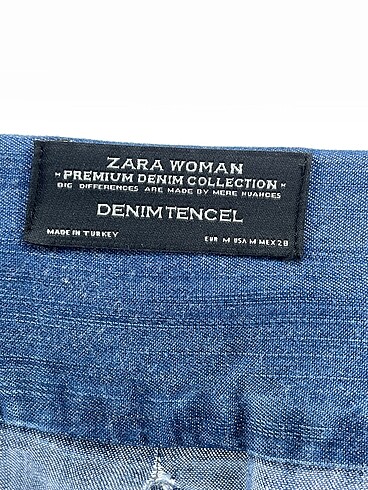 ZARA WOMAN
"PREMIUM DENIM COLLECTION"
BIG DIFFERENCES ARE MADE BY MERE NUANCES
DENIM TENCEL
MADE IN TURKEY EUR M USA M MEX 28